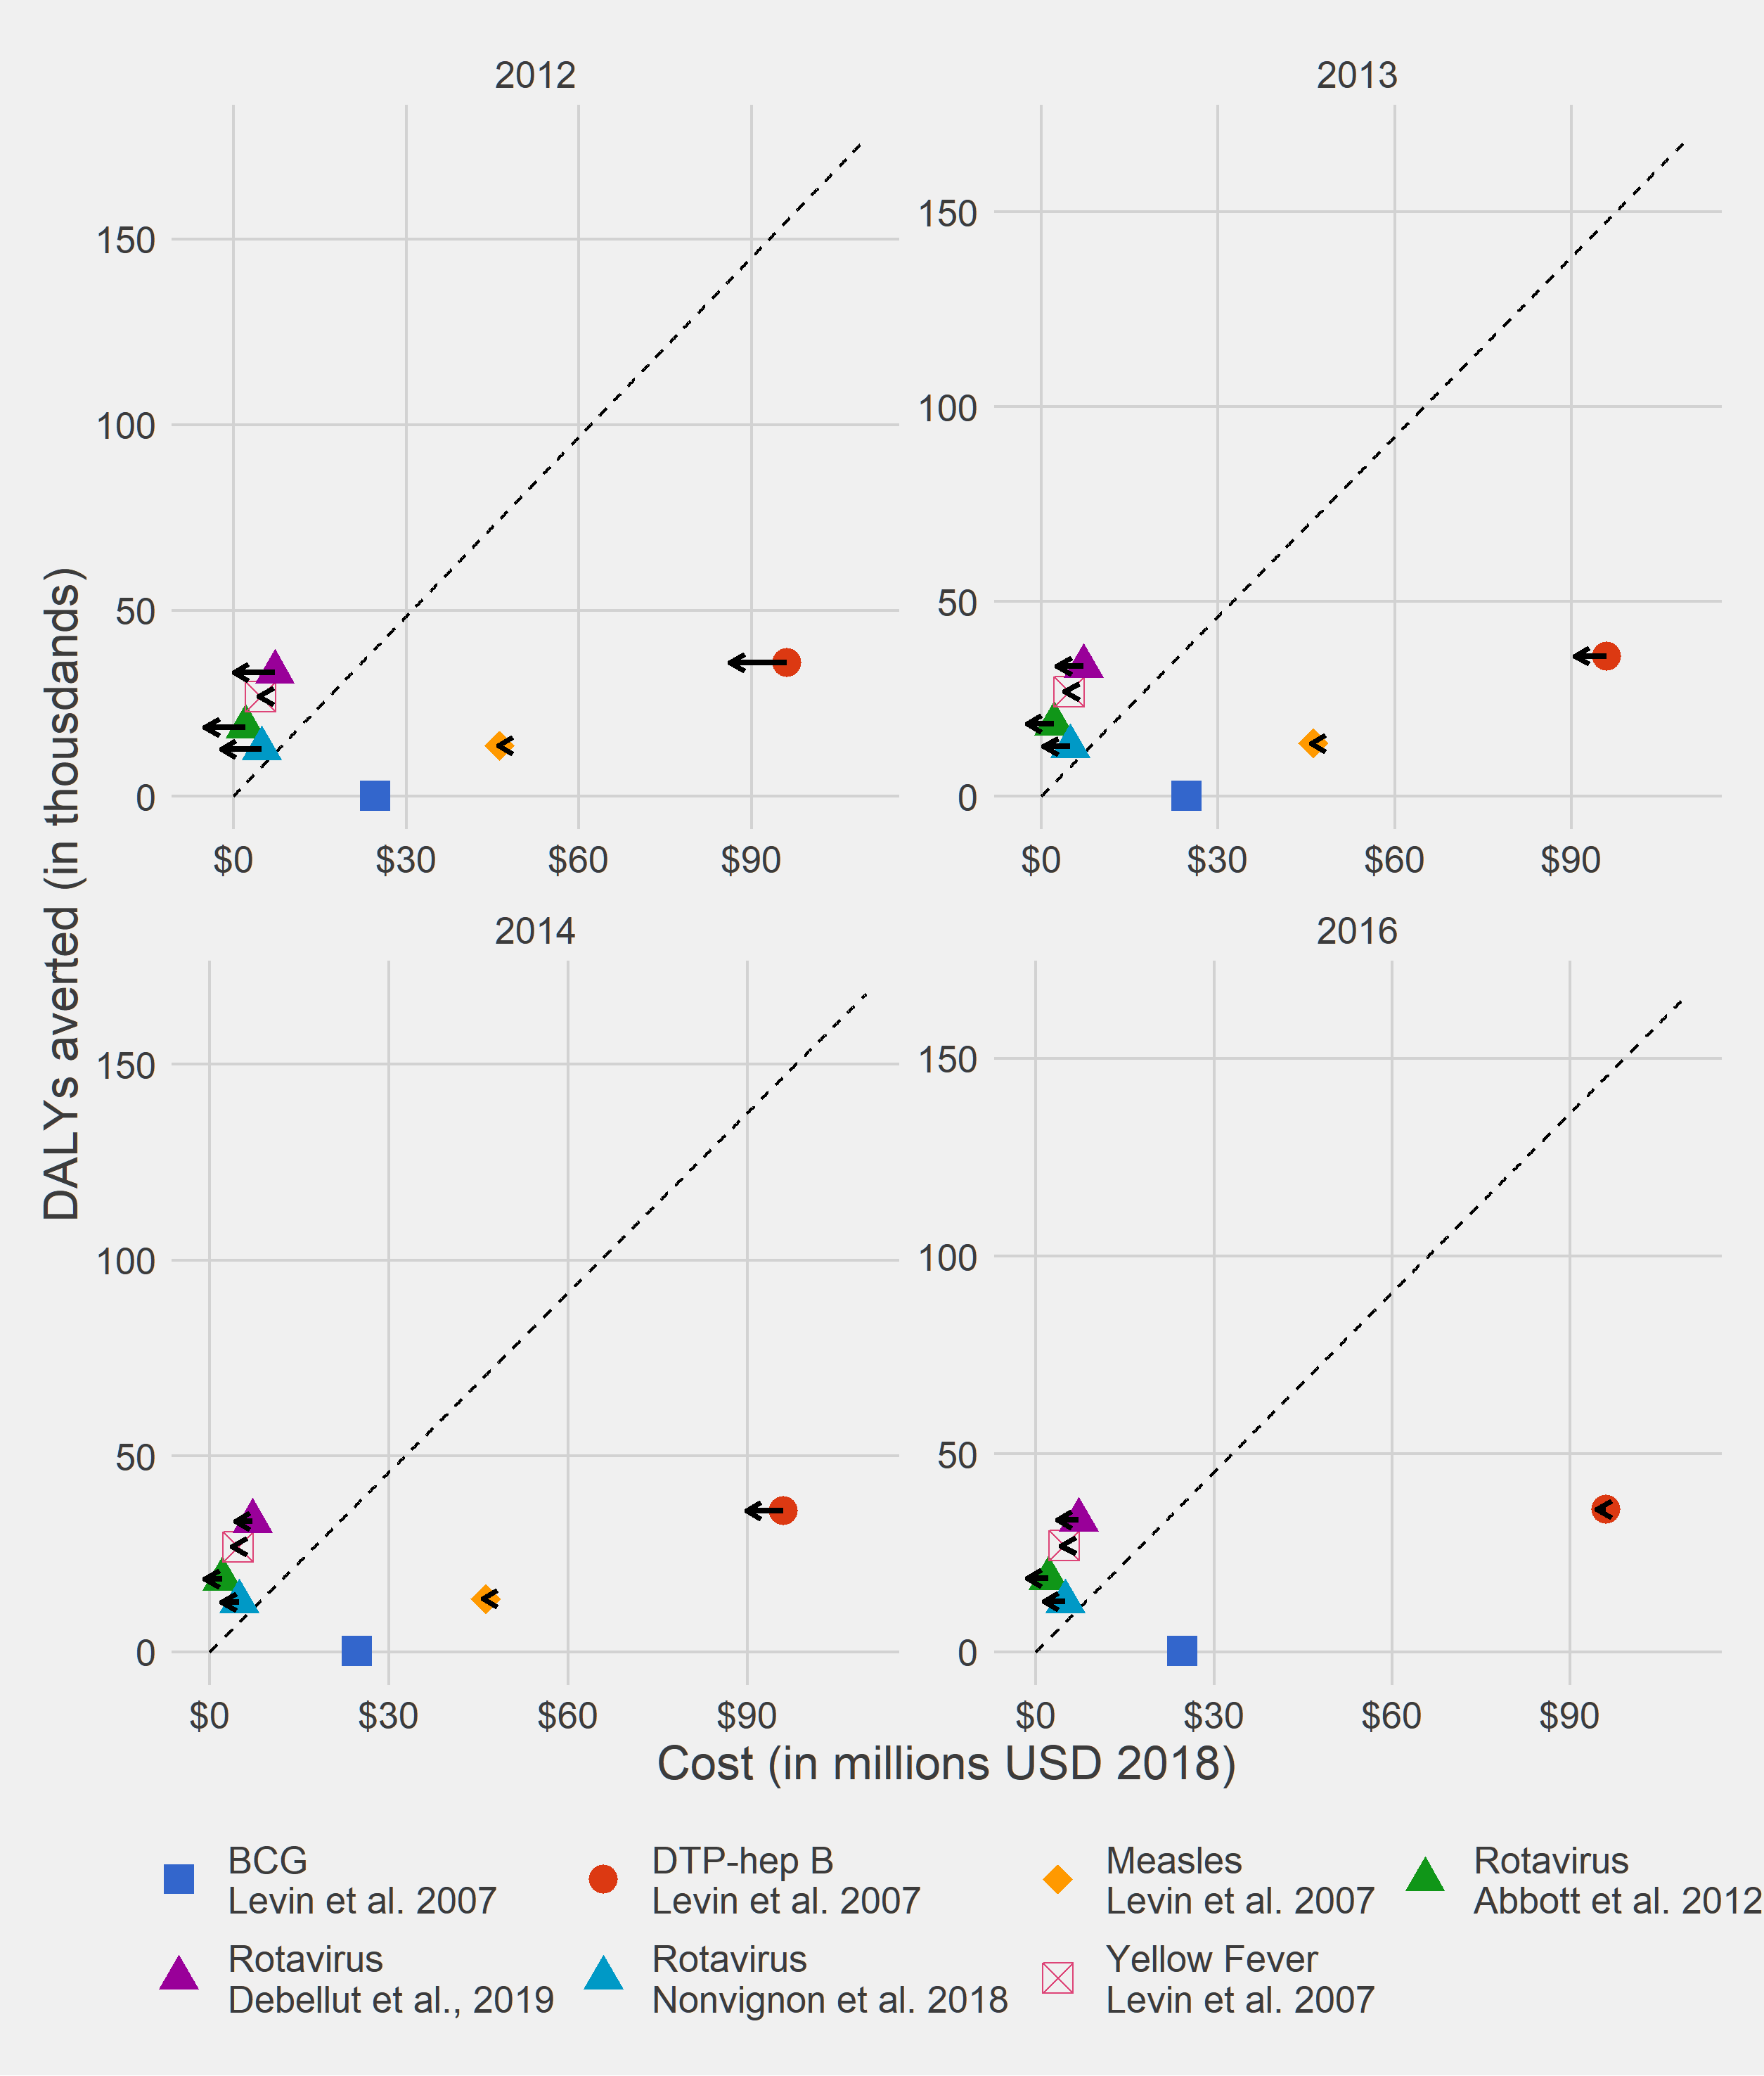 2012
2013
150
100
50
0
$0 $30 $60 $90
150
100
50
0
$0 $30 $60 $90
DALYs averted (in thousdands)
2014
2016
150
100
50
0
$0 $30 $60 $90
150
100
50
0
$0 $30 $60 $90
Cost (in millions USD 2018)
BCG
Levin et al. 2007
DTP-hep B
Levin et al. 2007
Measles
Levin et al. 2007
Rotavirus
Abbott et al. 2012
Rotavirus
Debellut et al., 2019
Rotavirus
Nonvignon et al. 2018
Yellow Fever
Levin et al. 2007